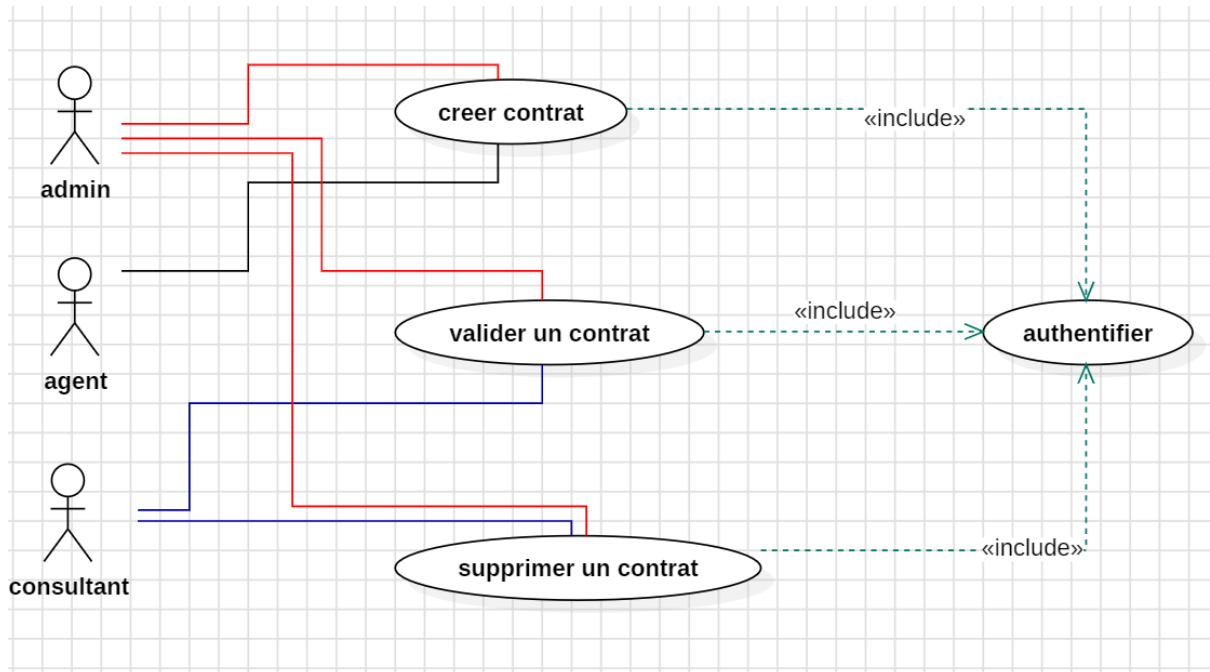 creer contrat
«include»
admin
«include»
valider un contrat
authentifier
agent
«include»
supprimer un contrat
consultant